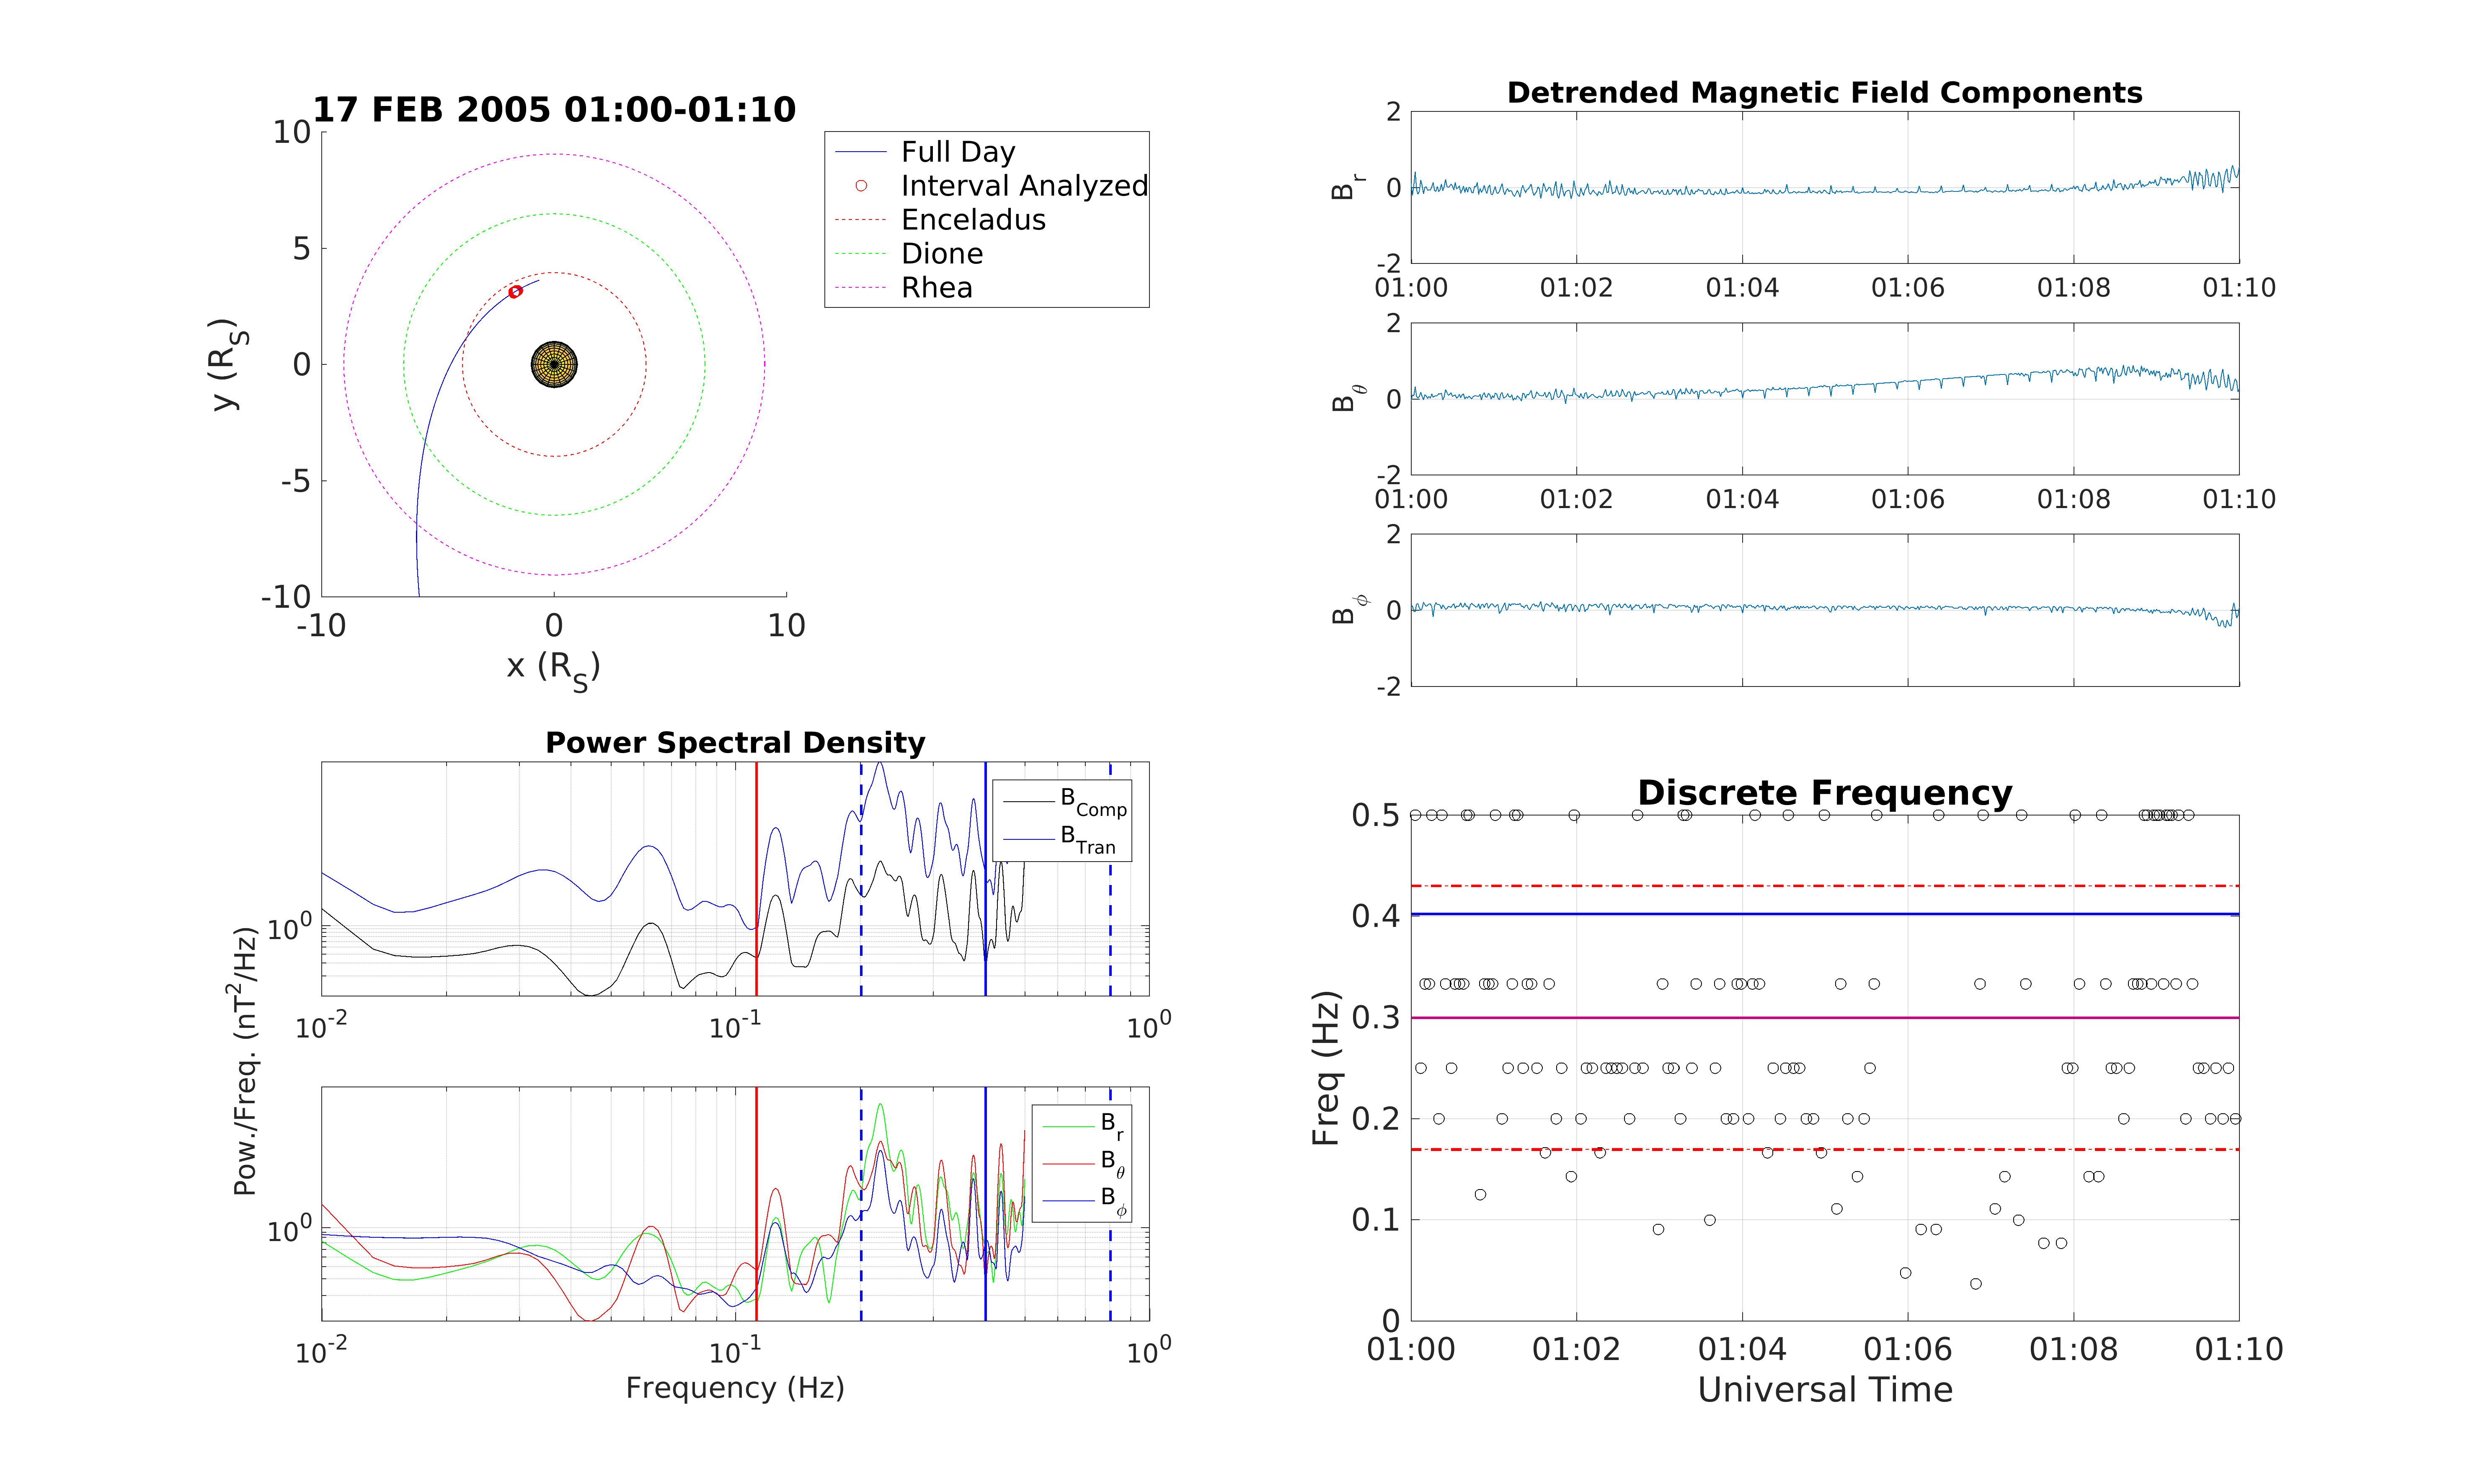 17 FEB 2005 01:00-01:10
10
5
0
-5
-10
-10 0 10
y (R_S)
x (R_S)
Full Day
Interval Analyzed
Enceladus
Dione
Rhea
Detrended Magnetic Field Components
2
0
-2
B_r
01:00 01:02 01:04 01:06 01:08 01:10
2
0
-2
B_θ
01:00 01:02 01:04 01:06 01:08 01:10
2
0
-2
B_ϕ
Power Spectral Density
10^0
B_Comp
B_Tran
10^-2 10^-1 10^0
Pow./Freq. (nT^2/Hz)
10^0
B_r
B_θ
B_ϕ
10^-2 10^-1 10^0
Frequency (Hz)
Discrete Frequency
0.5
0.4
0.3
0.2
0.1
0
Freq (Hz)
01:00 01:02 01:04 01:06 01:08 01:10
Universal Time